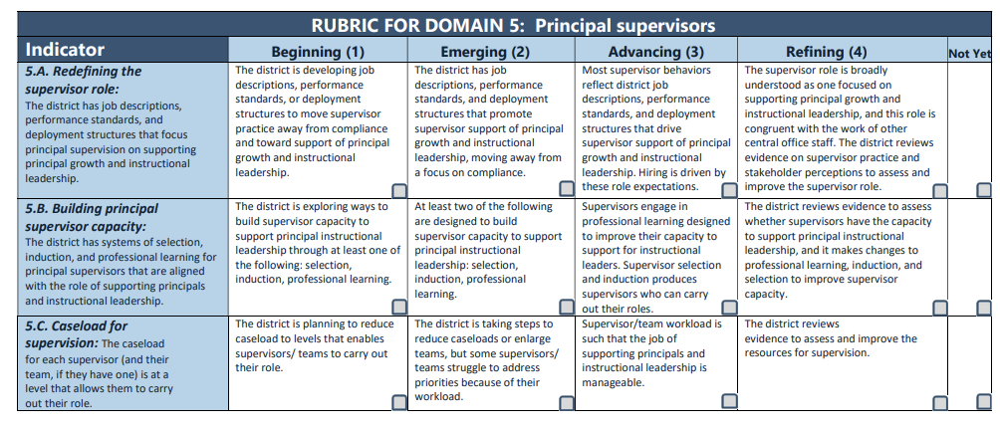 RUBRIC FOR DOMAIN 5: Principal supervisors
Indicator
Beginning (1)
Emerging (2)
Advancing (3)
Refining (4)
Not Yet
5.A. Redefining the
supervisor role:
The district has job descriptions,
performance standards, and
deployment structures that focus
principal supervision on supporting
principal growth and instructional
leadership.
The district is developing job
descriptions, performance
standards, or deployment
structures to move supervisor
practice away from compliance
and toward support of principal
growth and instructional
leadership.
The district has job
descriptions, performance
standards, and deployment
structures that promote
supervisor support of principal
growth and instructional
leadership, moving away from
a focus on compliance.
Most supervisor behaviors
reflect district job
descriptions, performance
standards, and deployment
structures that drive
supervisor support of principal
growth and instructional
leadership. Hiring is driven by
these role expectations.
The supervisor role is broadly
understood as one focused on
supporting principal growth and
instructional leadership, and this role is
congruent with the work of other
central office staff. The district reviews
evidence on supervisor practice and
stakeholder perceptions to assess and
improve the supervisor role.
5.B. Building principal
supervisor capacity:
The district has systems of selection,
induction, and professional learning for
principal supervisors that are aligned
with the role of supporting principals
and instructional leadership.
The district is exploring ways to
build supervisor capacity to
support principal instructional
leadership through at least one of
the following: selection,
induction, professional learning.
At least two of the following
are designed to build
supervisor capacity to support
principal instructional
leadership: selection,
induction, professional
learning.
Supervisors engage in
professional learning designed
to improve their capacity to
support for instructional
leaders. Supervisor selection
and induction produces
supervisors who can carry
out their roles.
The district reviews evidence to assess
whether supervisors have the capacity
to support principal instructional
leadership, and it makes changes to
professional learning, induction, and
selection to improve supervisor
capacity.
5.C. Caseload for
supervision: The caseload
for each supervisor (and their
team, if they have one) is at a
level that allows them to carry
out their role.
The district is planning to reduce
caseload to levels that enables
supervisors/ teams to carry out
their role.
The district is taking steps to
reduce caseloads or enlarge
teams, but some supervisors/
teams struggle to address
priorities because of their
workload.
Supervisor/team workload is
such that the job of
supporting principals and
instructional leadership is
manageable.
The district reviews
evidence to assess and improve the
resources for supervision.